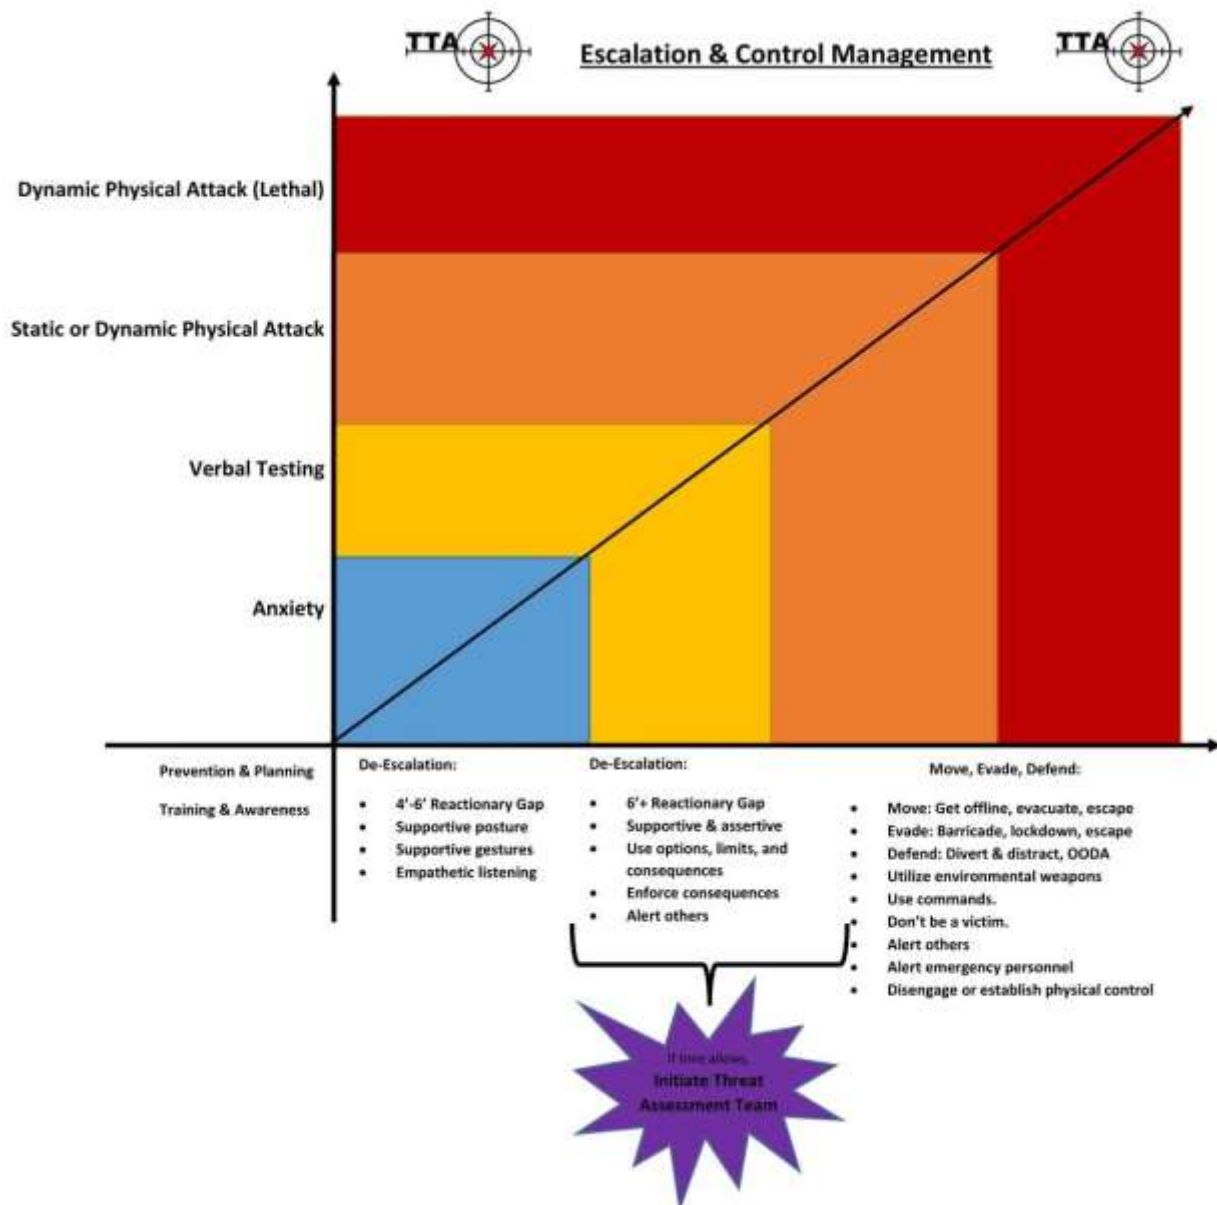 TTA
Escalation & Control Management
TTA
Dynamic Physical Attack (Lethal)
Static or Dynamic Physical Attack
Verbal Testing
Anxiety
Prevention & Planning
Training & Awareness
De-Escalation:
• 4'-6' Reactionary Gap
• Supportive posture
• Supportive gestures
• Empathetic listening
De-Escalation:
• 6'+ Reactionary Gap
• Supportive & assertive
• Use options, limits, and
consequences
• Enforce consequences
• Alert others
Move, Evade, Defend:
• Move: Get offline, evacuate, escape
• Evade: Barricade, lockdown, escape
• Defend: Divert & distract, OODA
• Utilize environmental weapons
• Use commands.
• Don't be a victim.
• Alert others
• Alert emergency personnel
• Disengage or establish physical control
If time allows,
Initiate Threat
Assessment Team